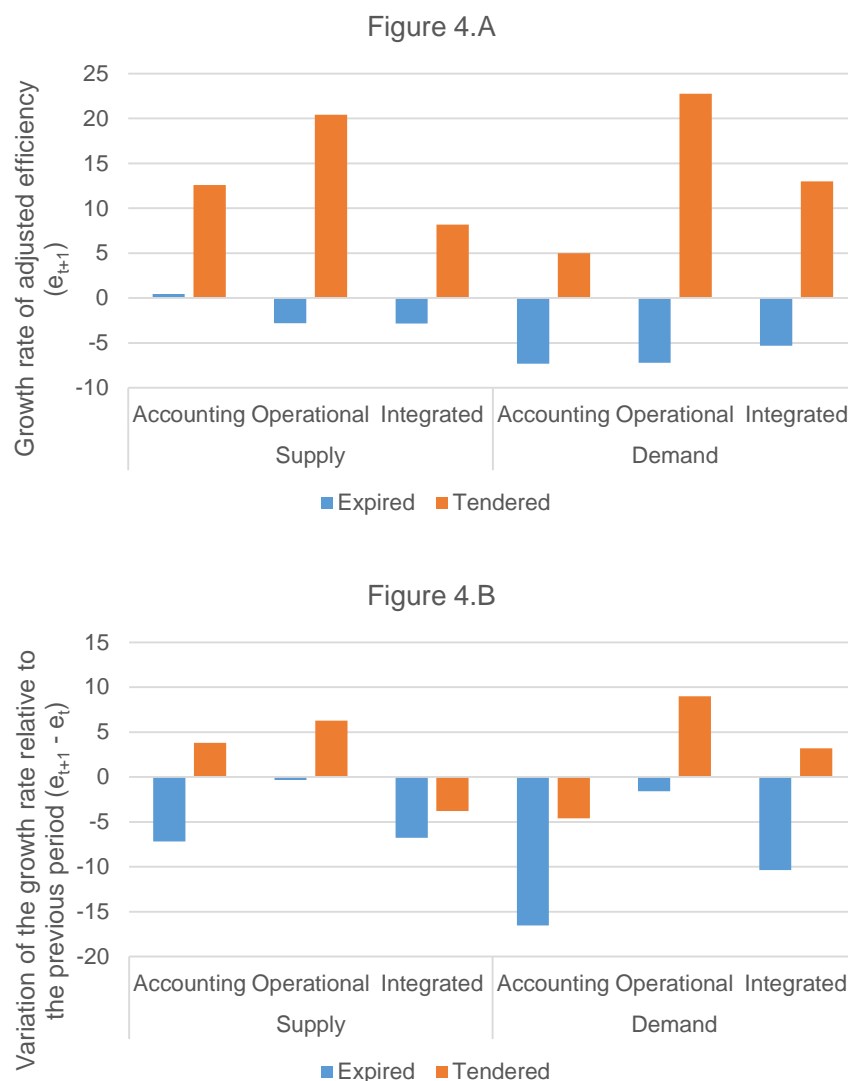 Figure 4.A
Growth rate of adjusted efficiency
(et+1)
25
20
15
10
5
0
-5
-10
Accounting Operational Integrated Accounting Operational Integrated
Supply Demand
Expired Tendered
Figure 4.B
Variation of the growth rate relative to
the previous period (et+1 - et)
15
10
5
0
-5
-10
-15
-20
Accounting Operational Integrated Accounting Operational Integrated
Supply Demand
Expired Tendered